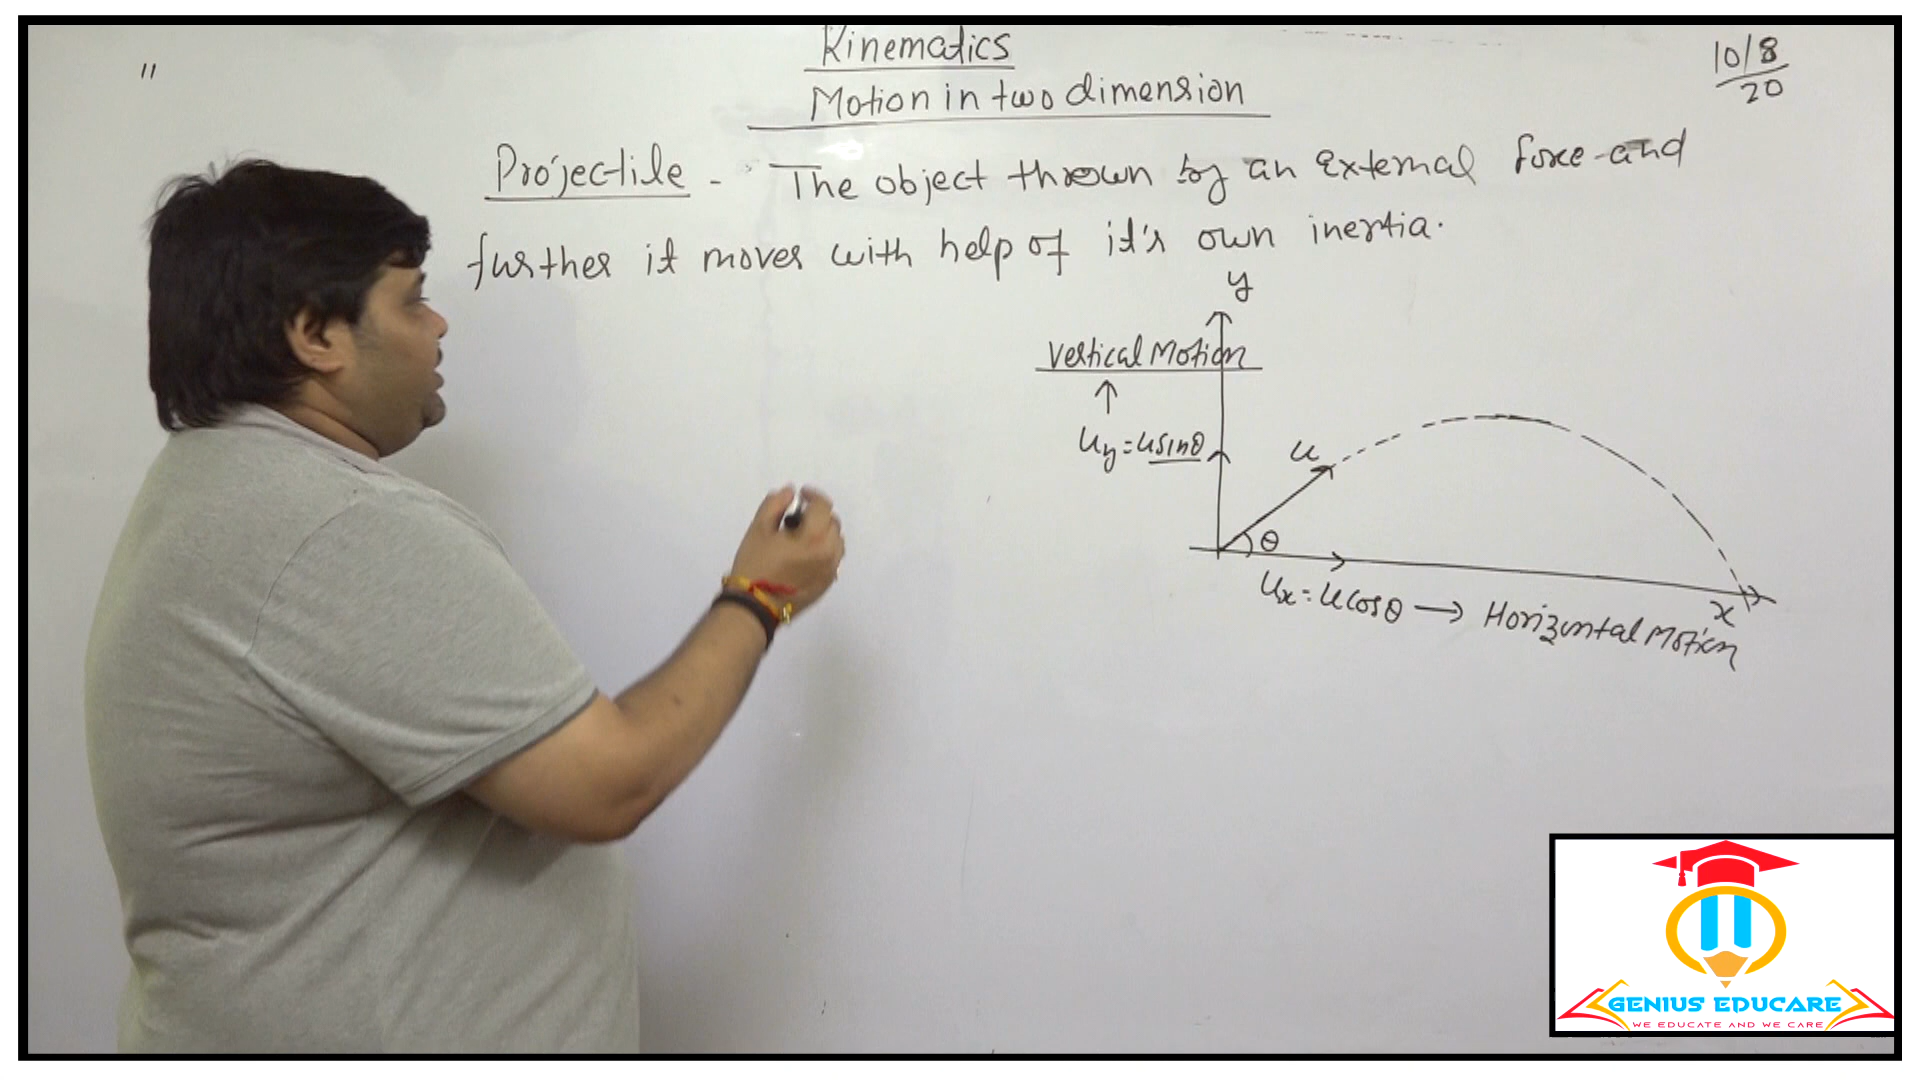 Kinematics
10/8
20
11
Motion in two dimension
Projectile - The object thrown by an External force and
further it moves with help of it's own inertia.
y
Vertical Motion
↑
uy = usinθ
u
θ
ux = ucosθ → Horizontal Motion
x
GENIUS EDUCARE
WE EDUCATE AND WE CARE